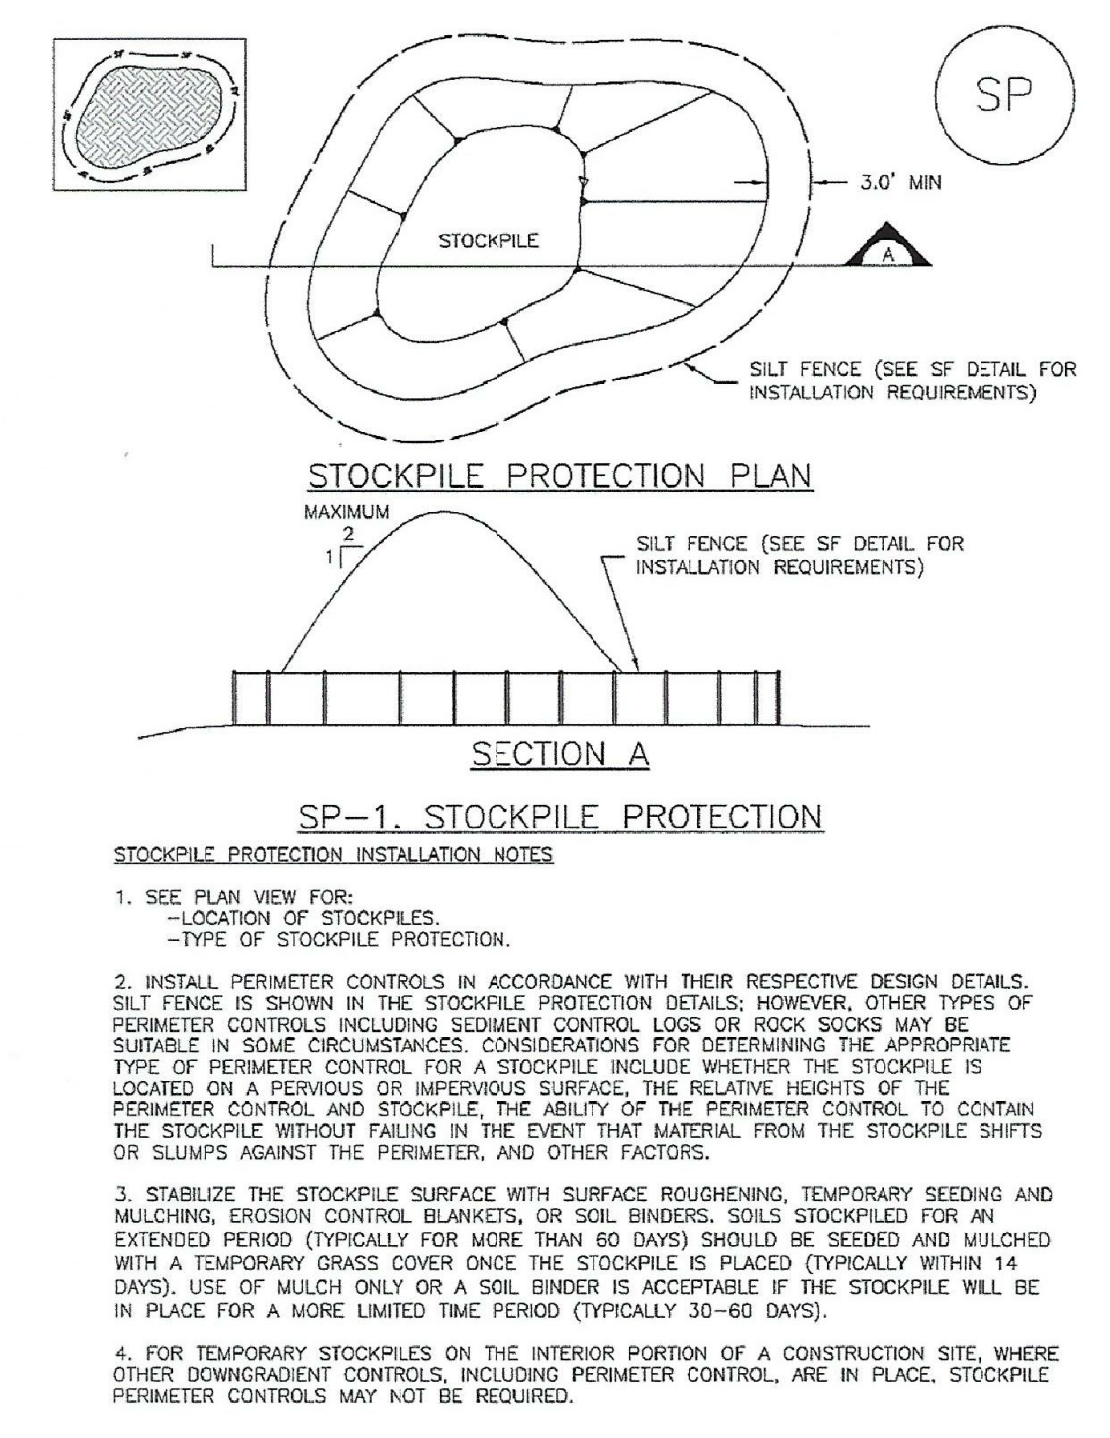 SP
3.0' MIN
STOCKPILE
A
SILT FENCE (SEE SF DETAIL FOR
INSTALLATION REQUIREMENTS)
STOCKPILE PROTECTION PLAN
MAXIMUM
2
1
SILT FENCE (SEE SF DETAIL FOR
INSTALLATION REQUIREMENTS)
SECTION A
SP-1. STOCKPILE PROTECTION
STOCKPILE PROTECTION INSTALLATION NOTES
1. SEE PLAN VIEW FOR:
-LOCATION OF STOCKPILES.
-TYPE OF STOCKPILE PROTECTION.
2. INSTALL PERIMETER CONTROLS IN ACCORDANCE WITH THEIR RESPECTIVE DESIGN DETAILS.
SILT FENCE IS SHOWN IN THE STOCKPILE PROTECTION DETAILS; HOWEVER, OTHER TYPES OF
PERIMETER CONTROLS INCLUDING SEDIMENT CONTROL LOGS OR ROCK SOCKS MAY BE
SUITABLE IN SOME CIRCUMSTANCES. CONSIDERATIONS FOR DETERMINING THE APPROPRIATE
TYPE OF PERIMETER CONTROL FOR A STOCKPILE INCLUDE WHETHER THE STOCKPILE IS
LOCATED ON A PERVIOUS OR IMPERVIOUS SURFACE, THE RELATIVE HEIGHTS OF THE
PERIMETER CONTROL AND STOCKPILE, THE ABILITY OF THE PERIMETER CONTROL TO CONTAIN
THE STOCKPILE WITHOUT FAILING IN THE EVENT THAT MATERIAL FROM THE STOCKPILE SHIFTS
OR SLUMPS AGAINST THE PERIMETER, AND OTHER FACTORS.
3. STABILIZE THE STOCKPILE SURFACE WITH SURFACE ROUGHENING, TEMPORARY SEEDING AND
MULCHING, EROSION CONTROL BLANKETS, OR SOIL BINDERS. SOILS STOCKPILED FOR AN
EXTENDED PERIOD (TYPICALLY FOR MORE THAN 60 DAYS) SHOULD BE SEEDED AND MULCHED
WITH A TEMPORARY GRASS COVER ONCE THE STOCKPILE IS PLACED (TYPICALLY WITHIN 14
DAYS). USE OF MULCH ONLY OR A SOIL BINDER IS ACCEPTABLE IF THE STOCKPILE WILL BE
IN PLACE FOR A MORE LIMITED TIME PERIOD (TYPICALLY 30-60 DAYS).
4. FOR TEMPORARY STOCKPILES ON THE INTERIOR PORTION OF A CONSTRUCTION SITE, WHERE
OTHER DOWNGRADIENT CONTROLS, INCLUDING PERIMETER CONTROL, ARE IN PLACE, STOCKPILE
PERIMETER CONTROLS MAY NOT BE REQUIRED.